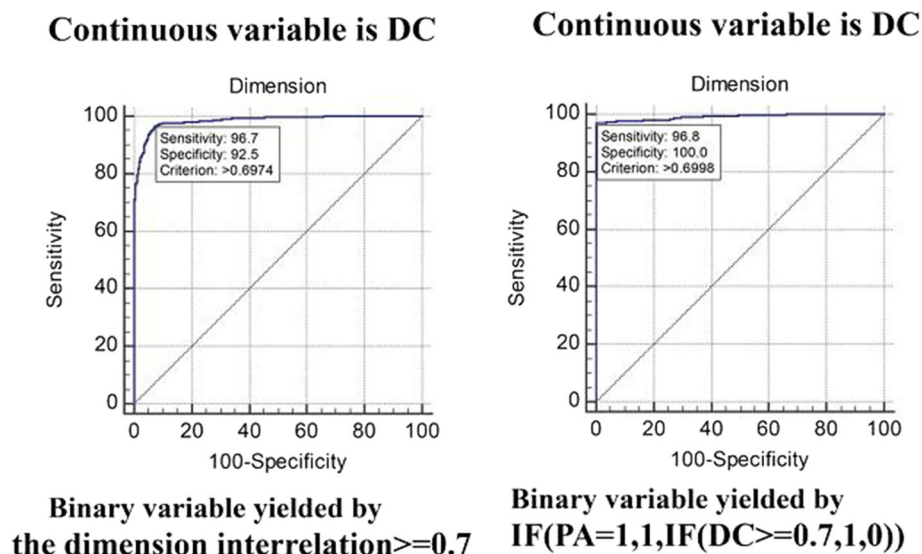 Continuous variable is DC
Dimension
100
80
60
40
20
0
Sensitivity
Sensitivity: 96.7
Specificity: 92.5
Criterion: >0.6974
0 20 40 60 80 100
100-Specificity
Binary variable yielded by
the dimension interrelation>=0.7
Continuous variable is DC
Dimension
100
80
60
40
20
0
Sensitivity
Sensitivity: 96.8
Specificity: 100.0
Criterion: >0.6998
0 20 40 60 80 100
100-Specificity
Binary variable yielded by
IF(PA=1,1,IF(DC>=0.7,1,0))